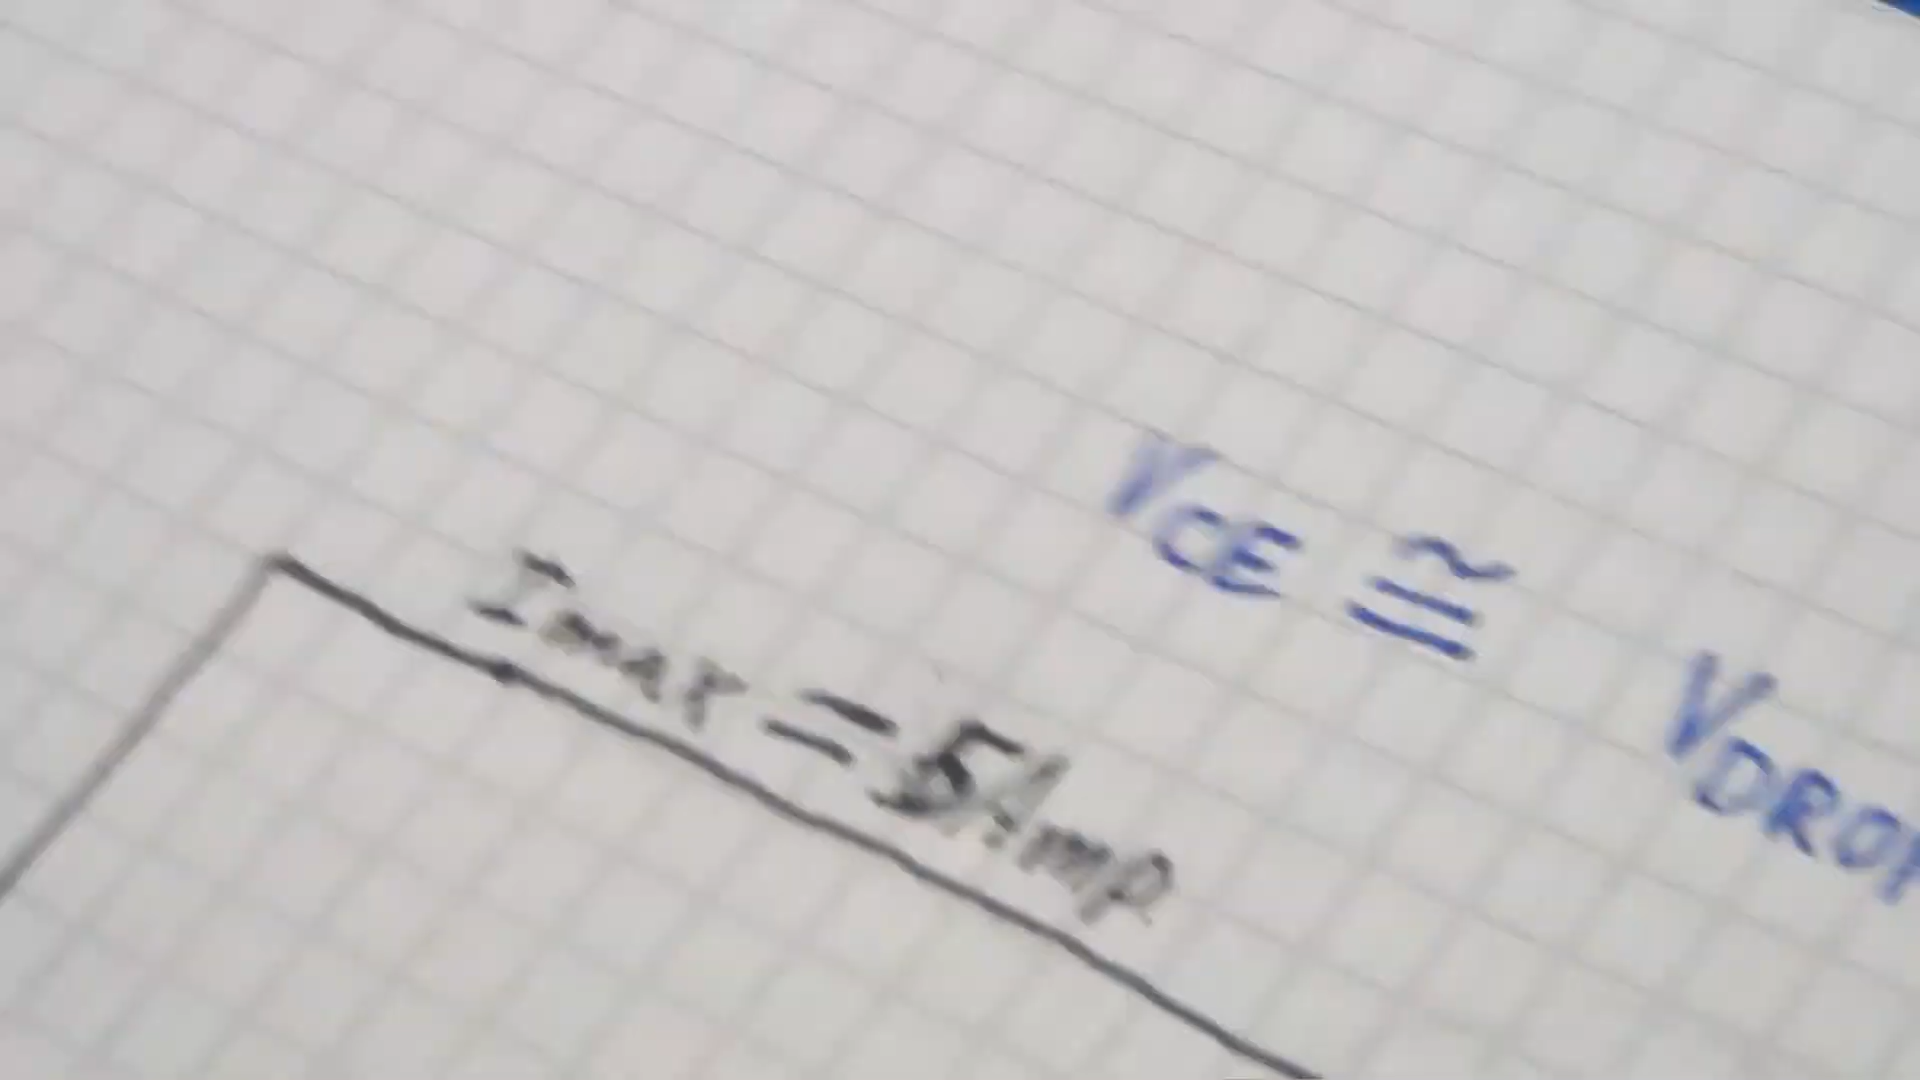 VCE ≅ VDROP
Imax = 5Amp